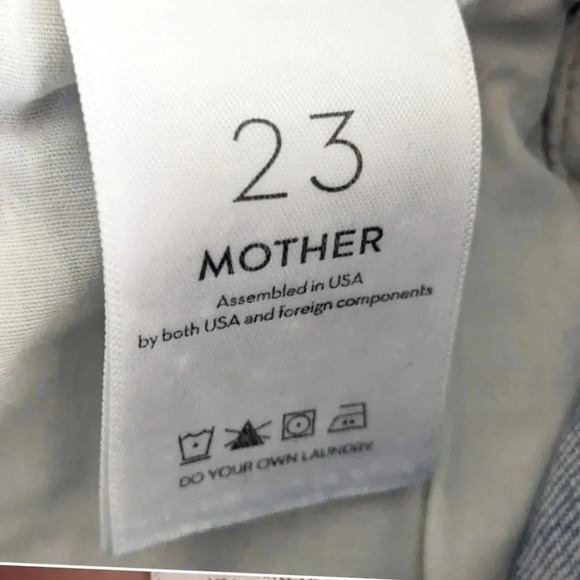 23
MOTHER
Assembled in USA
by both USA and foreign components
DO YOUR OWN LAUNDRY